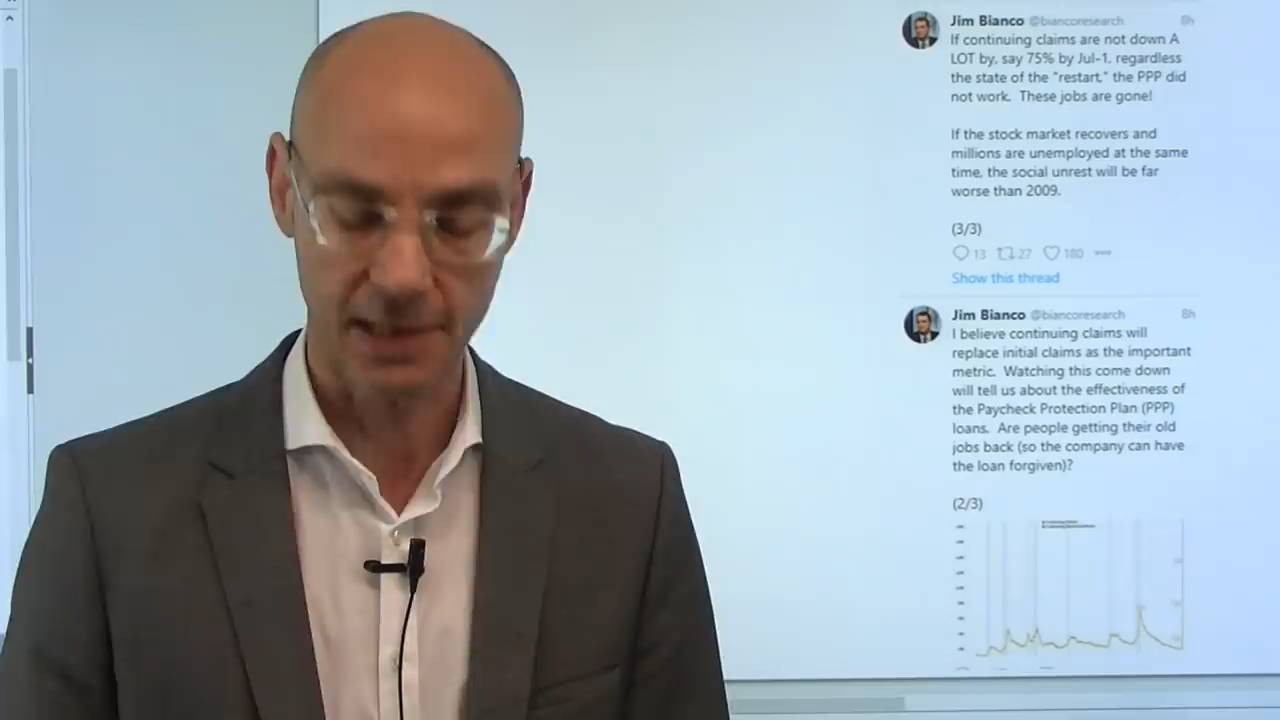 Jim Bianco @biancoresearch 8h
If continuing claims are not down A
LOT by, say 75% by Jul-1, regardless
the state of the "restart," the PPP did
not work. These jobs are gone!
If the stock market recovers and
millions are unemployed at the same
time, the social unrest will be far
worse than 2009.
(3/3)
13 27 180
Show this thread
Jim Bianco @biancoresearch 8h
I believe continuing claims will
replace initial claims as the important
metric. Watching this come down
will tell us about the effectiveness of
the Paycheck Protection Plan (PPP)
loans. Are people getting their old
jobs back (so the company can have
the loan forgiven)?
(2/3)